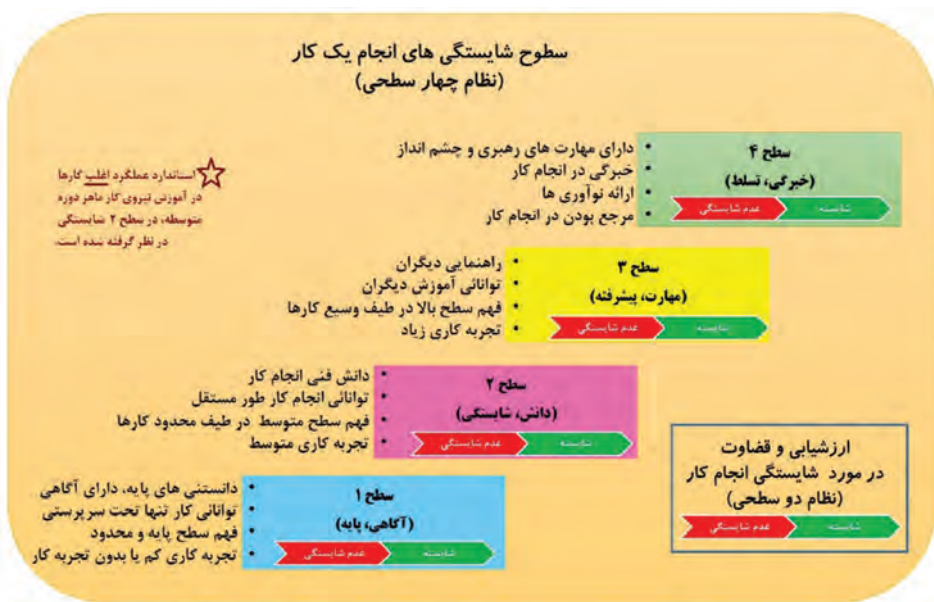 سطوح شایستگی های انجام یک کار
(نظام چهار سطحی)
استاندارد عملکرد اغلب کارها
در آموزش نیروی کار ماهر دوره
متوسطه، در سطح ۲ شایستگی
در نظر گرفته شده است.
سطح ۴
(خبرگی، تسلط)
عدم شایستگی
شایسته
• دارای مهارت های رهبری و چشم انداز
• خبرگی در انجام کار
• ارائه نوآوری ها
• مرجع بودن در انجام کار
سطح ۳
(مهارت، پیشرفته)
عدم شایستگی
شایسته
• راهنمایی دیگران
• توانائی آموزش دیگران
• فهم سطح بالا در طیف وسیع کارها
• تجربه کاری زیاد
سطح ۲
(دانش، شایستگی)
عدم شایستگی
شایسته
• دانش فنی انجام کار
• توانائی انجام کار طور مستقل
• فهم سطح متوسط در طیف محدود کارها
• تجربه کاری متوسط
سطح ۱
(آگاهی، پایه)
عدم شایستگی
شایسته
• دانستنی های پایه، دارای آگاهی
• توانائی کار تنها تحت سرپرستی
• فهم سطح پایه و محدود
• تجربه کاری کم یا بدون تجربه کار
ارزشیابی و قضاوت
در مورد شایستگی انجام کار
(نظام دو سطحی)
عدم شایستگی
شایسته